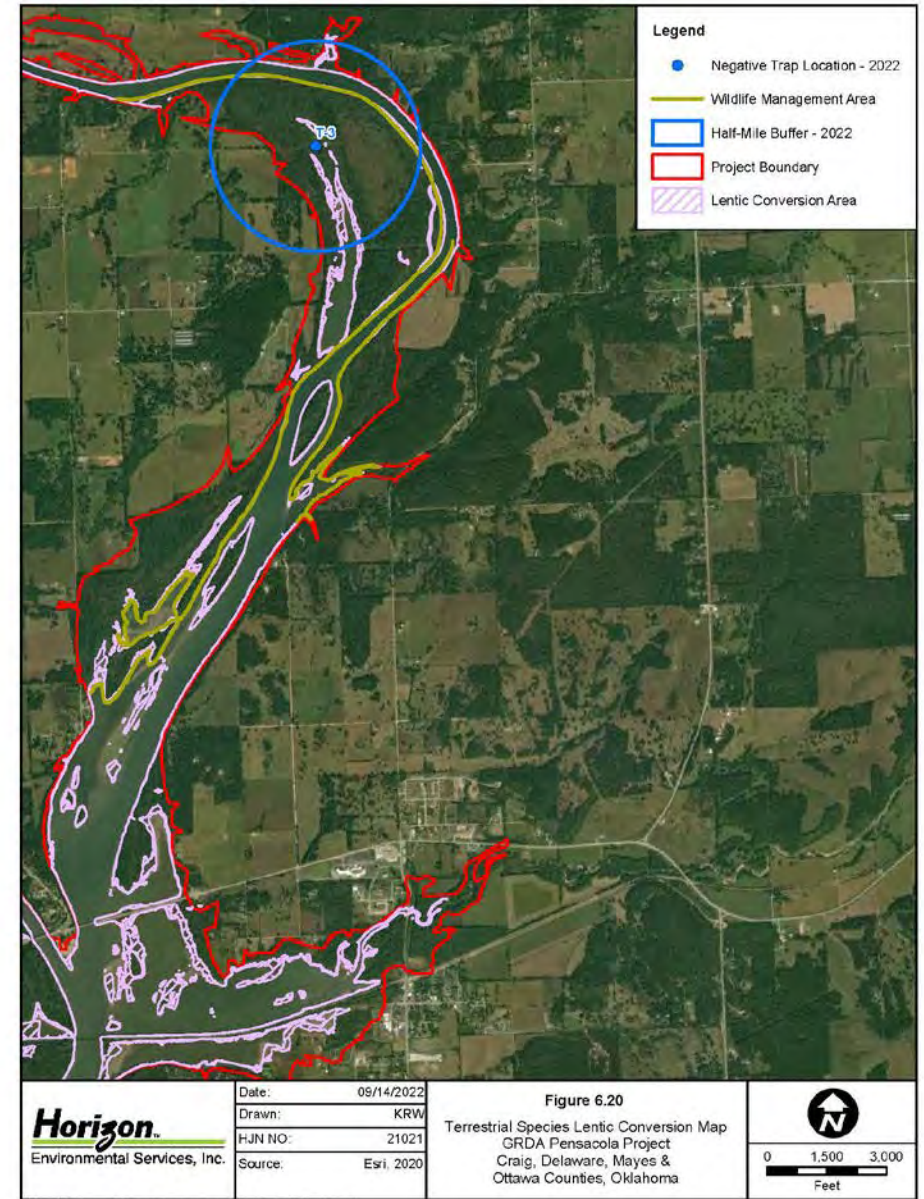 T-3
Legend
Negative Trap Location - 2022
Wildlife Management Area
Half-Mile Buffer - 2022
Project Boundary
Lentic Conversion Area
Horizon
Environmental Services, Inc.
Date: 09/14/2022
Drawn: KRW
HJN NO: 21021
Source: Esri, 2020
Figure 6.20
Terrestrial Species Lentic Conversion Map
GRDA Pensacola Project
Craig, Delaware, Mayes &
Ottawa Counties, Oklahoma
N
0 1,500 3,000
Feet